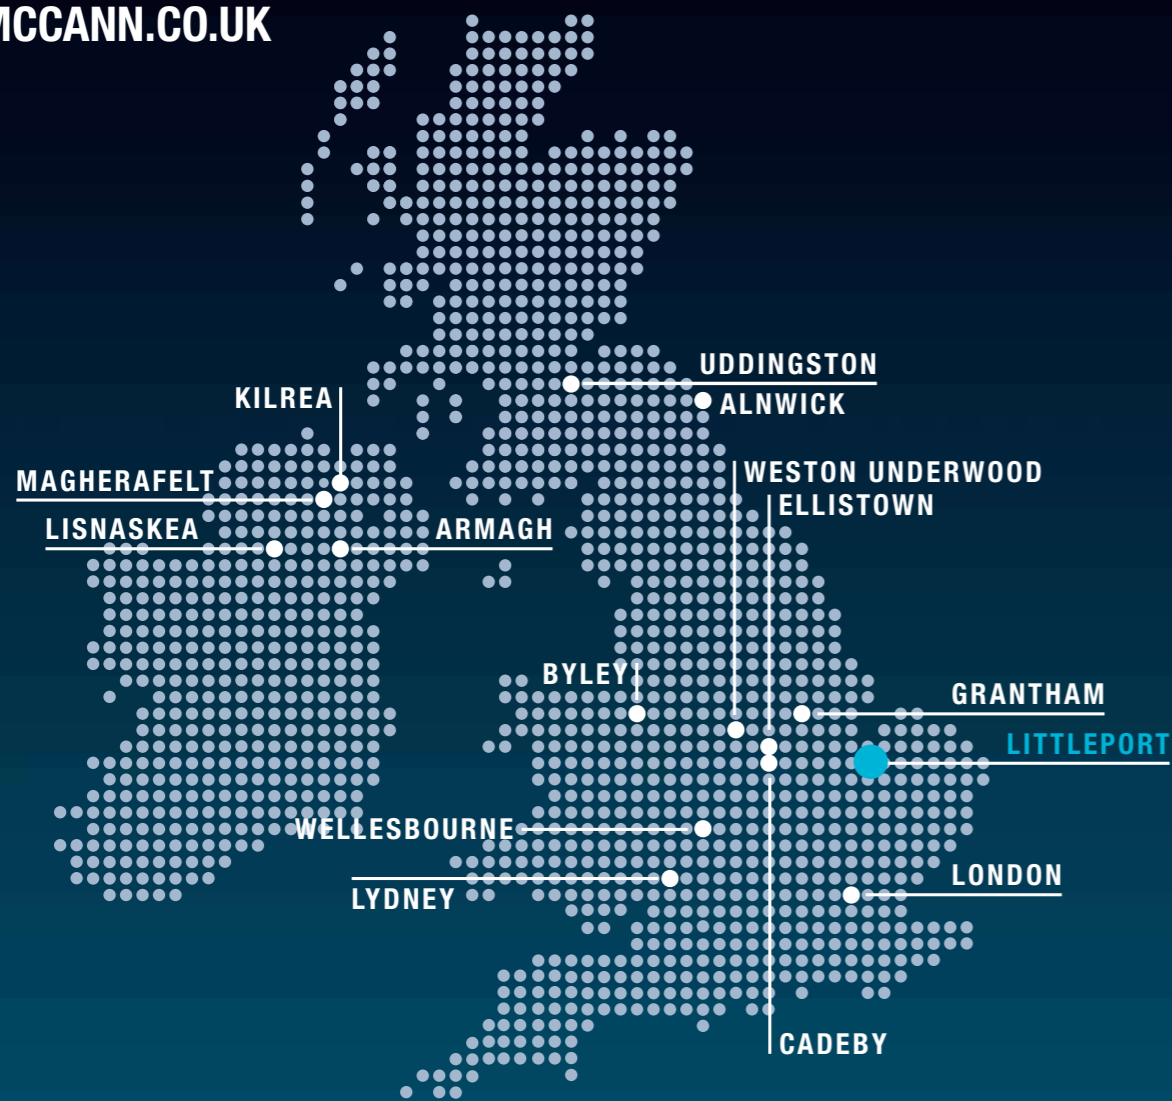 MCCANN.CO.UK
UDDINGSTON
KILREA
ALNWICK
MAGHERAFELT
WESTON UNDERWOOD
ELLISTOWN
LISNASKEA
ARMAGH
BYLEY
GRANTHAM
LITTLEPORT
WELLESBOURNE
LONDON
LYDNEY
CADEBY